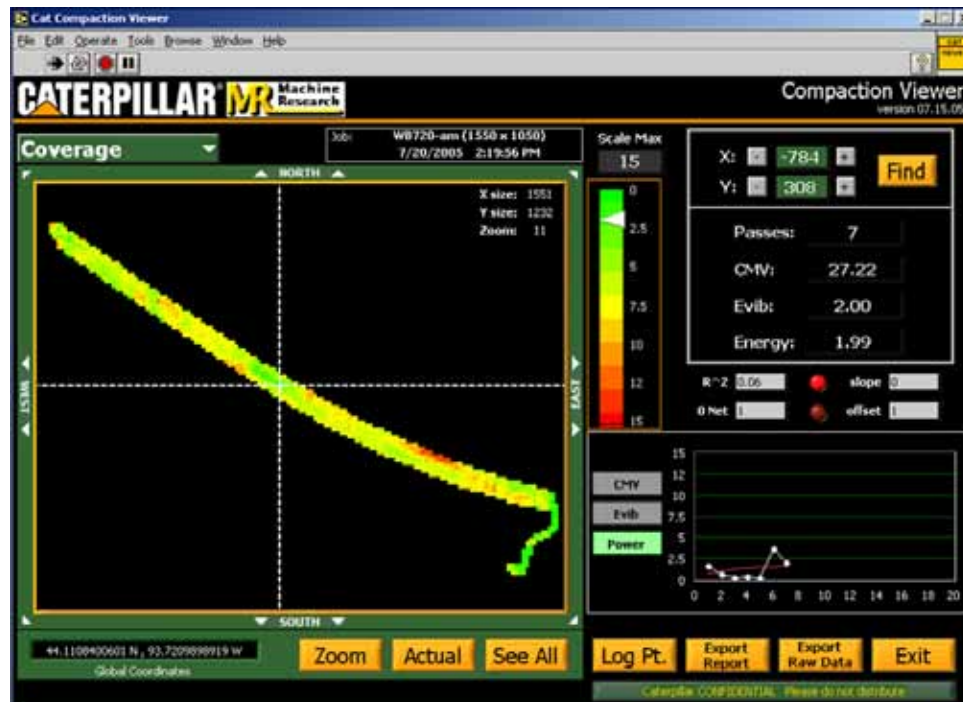 Cat Compaction Viewer
File Edit Operate Tools Browse Window Help
CATERPILLAR MR Machine Research
Compaction Viewer
version 07.15.05
Coverage
Job: W8720-am (1550 x 1050)
7/20/2005 2:19:56 PM
NORTH
X size: 1551
Y size: 1232
Zoom: 11
WEST
EAST
SOUTH
Scale Max
15
0
2.5
5
7.5
10
12
15
X: - -784 +
Y: - 308 +
Find
Passes: 7
CMV: 27.22
Evib: 2.00
Energy: 1.99
R^2 0.06 slope 0
0 Net 1 offset 1
CMV
Evib
Power
15
12
10
7.5
5
2.5
0
0 2 4 6 8 10 12 14 16 18 20
44.1108400601 N , 93.7209898919 W
Global Coordinates
Zoom
Actual
See All
Log Pt.
Export Report
Export Raw Data
Exit
Caterpillar CONFIDENTIAL Please do not distribute